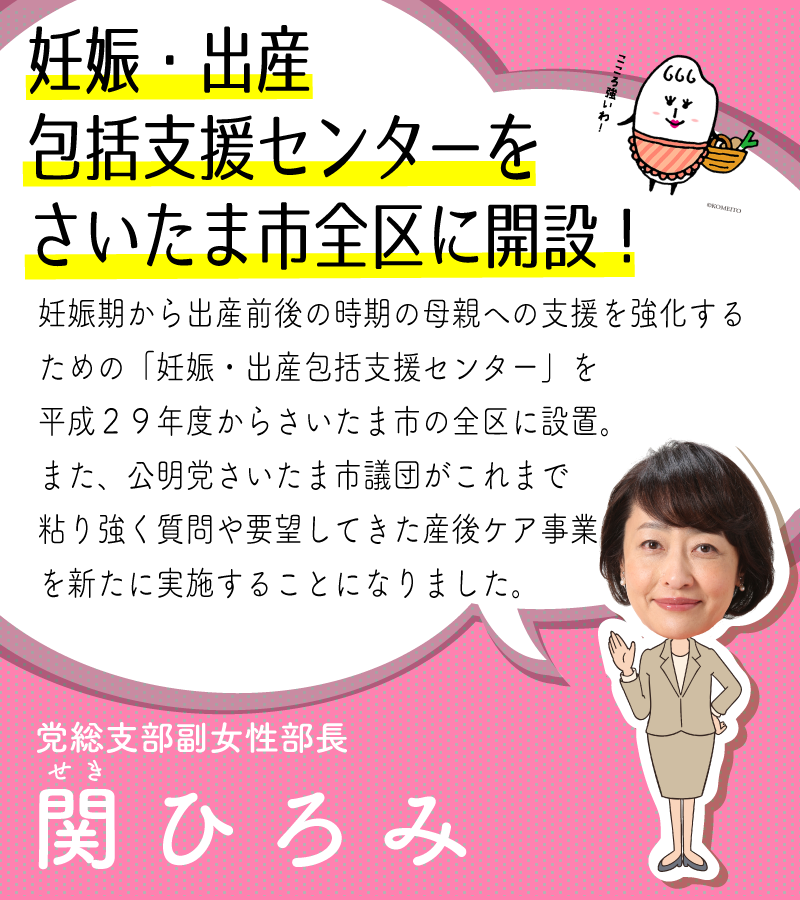 妊娠・出産
包括支援センターを
さいたま市全区に開設！
こころ強いわ！
©KOMEITO
妊娠期から出産前後の時期の母親への支援を強化する
ための「妊娠・出産包括支援センター」を
平成２９年度からさいたま市の全区に設置。
また、公明党さいたま市議団がこれまで
粘り強く質問や要望してきた産後ケア事業
を新たに実施することになりました。
党総支部副女性部長
せき
関ひろみ